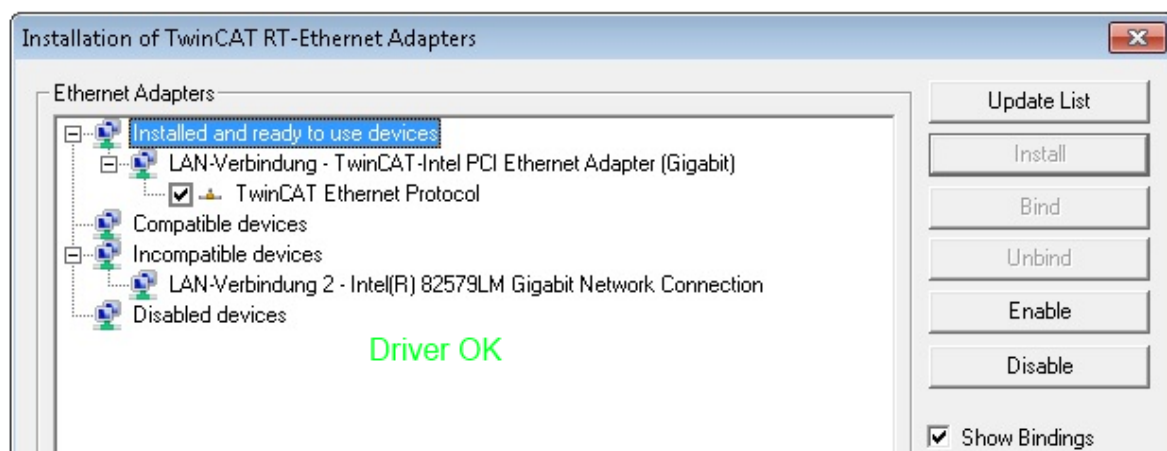 Installation of TwinCAT RT-Ethernet Adapters
Ethernet Adapters
Installed and ready to use devices
LAN-Verbindung - TwinCAT-Intel PCI Ethernet Adapter (Gigabit)
TwinCAT Ethernet Protocol
Compatible devices
Incompatible devices
LAN-Verbindung 2 - Intel(R) 82579LM Gigabit Network Connection
Disabled devices
Driver OK
Update List
Install
Bind
Unbind
Enable
Disable
Show Bindings